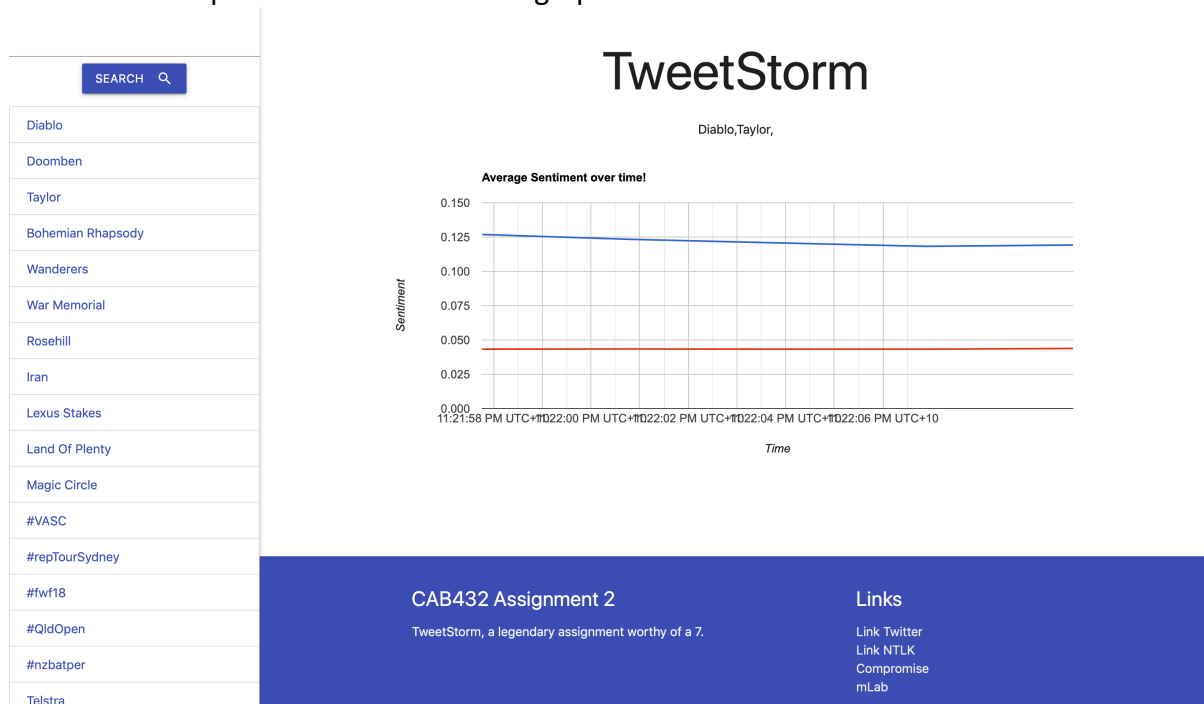 SEARCH
Diablo
Doomben
Taylor
Bohemian Rhapsody
Wanderers
War Memorial
Rosehill
Iran
Lexus Stakes
Land Of Plenty
Magic Circle
#VASC
#repTourSydney
#fwf18
#QldOpen
#nzbatper
Telstra
TweetStorm
Diablo,Taylor,
Average Sentiment over time!
0.150
0.125
0.100
0.075
0.050
0.025
0.000
Sentiment
11:21:58 PM UTC+10 11:22:00 PM UTC+10 11:22:02 PM UTC+10 11:22:04 PM UTC+10 11:22:06 PM UTC+10
Time
CAB432 Assignment 2
TweetStorm, a legendary assignment worthy of a 7.
Links
Link Twitter
Link NTLK
Compromise
mLab